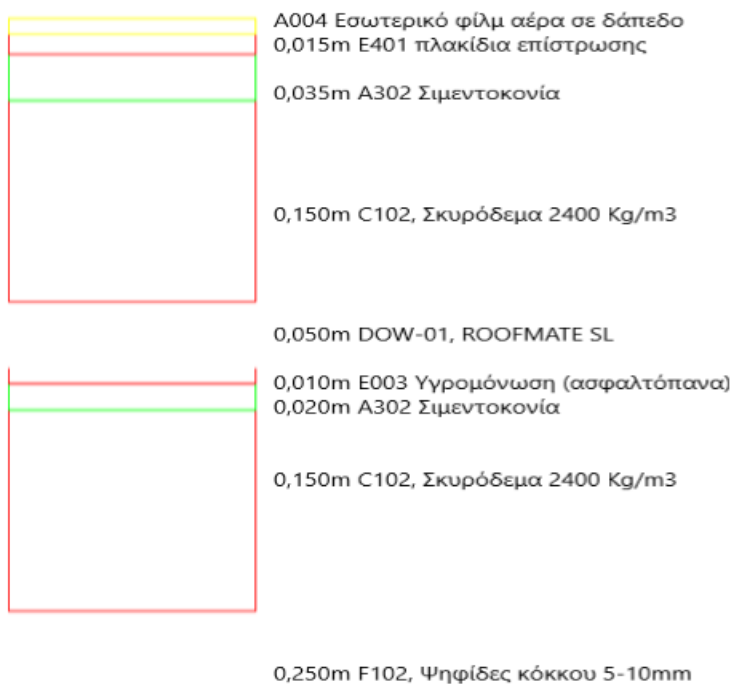 A004 Εσωτερικό φίλμ αέρα σε δάπεδο
0,015m E401 πλακίδια επίστρωσης
0,035m A302 Σιμεντοκονία
0,150m C102, Σκυρόδεμα 2400 Kg/m3
0,050m DOW-01, ROOFMATE SL
0,010m E003 Υγρομόνωση (ασφαλτόπανα)
0,020m A302 Σιμεντοκονία
0,150m C102, Σκυρόδεμα 2400 Kg/m3
0,250m F102, Ψηφίδες κόκκου 5-10mm